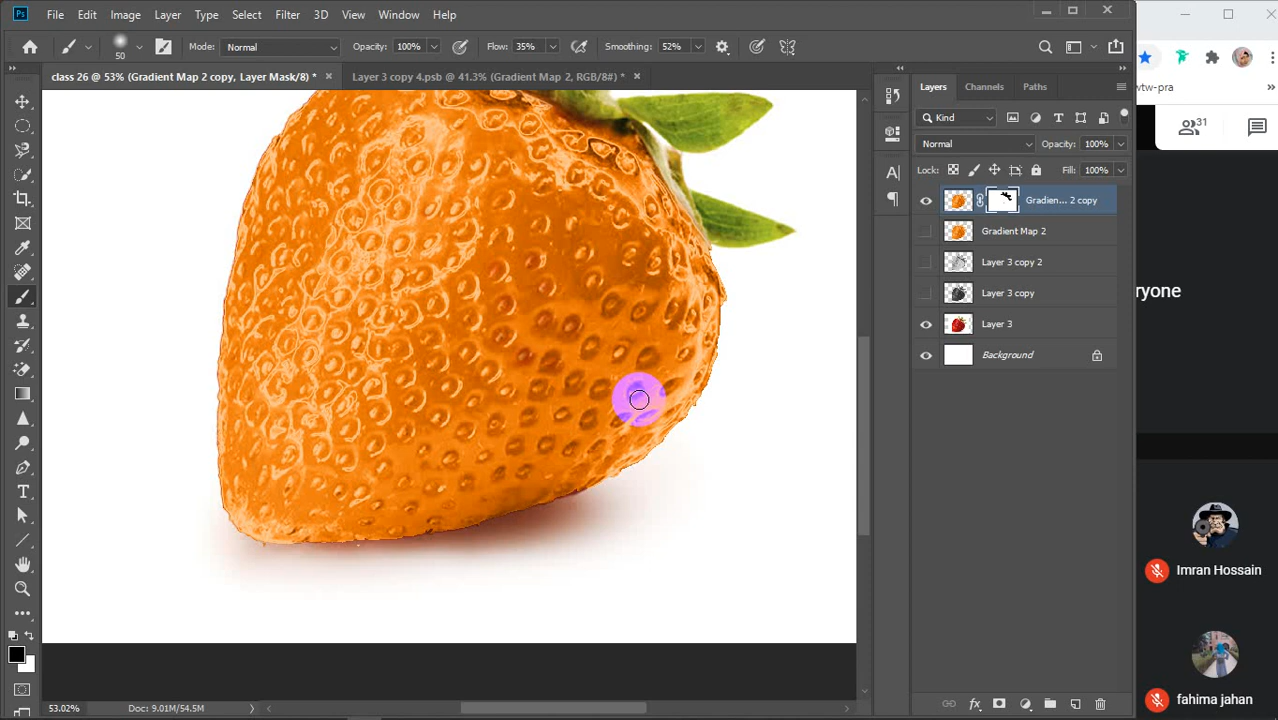 Ps File Edit Image Layer Type Select Filter 3D View Window Help
50 Mode: Normal Opacity: 100% Flow: 35% Smoothing: 52%
class 26 @ 53% (Gradient Map 2 copy, Layer Mask/8) *
Layer 3 copy 4.psb @ 41.3% (Gradient Map 2, RGB/8#) *
Layers Channels Paths
Kind
Normal Opacity: 100%
Lock: Fill: 100%
Gradien... 2 copy
Gradient Map 2
Layer 3 copy 2
Layer 3 copy
Layer 3
Background
53.02% Doc: 9.01M/54.5M
wtw-pra
31
ryone
Imran Hossain
fahima jahan